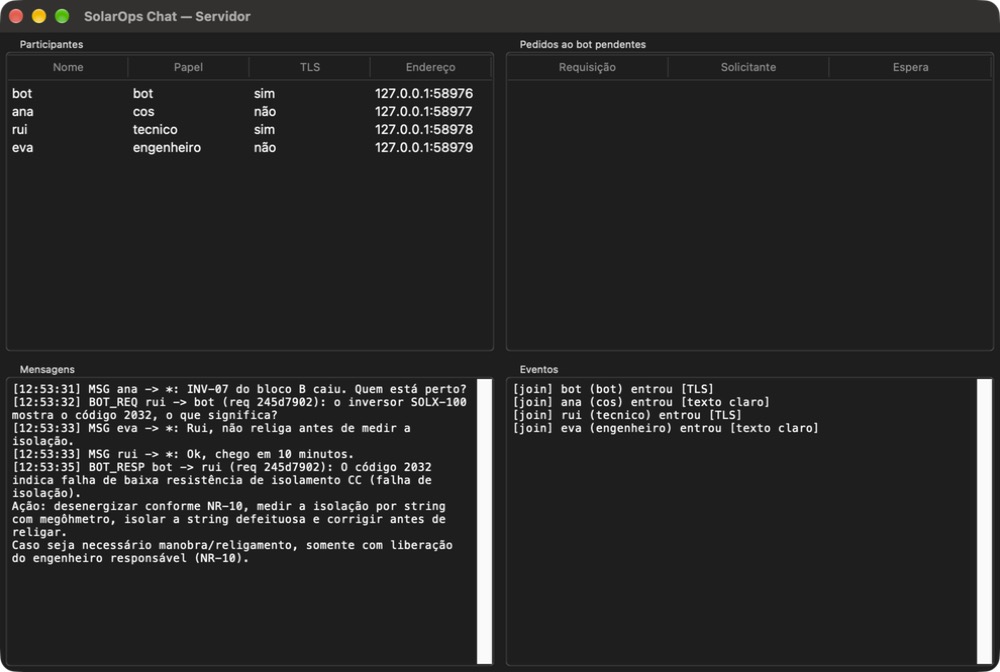 SolarOps Chat — Servidor
Participantes
Nome Papel TLS Endereço
bot bot sim 127.0.0.1:58976
ana cos não 127.0.0.1:58977
rui tecnico sim 127.0.0.1:58978
eva engenheiro não 127.0.0.1:58979
Pedidos ao bot pendentes
Requisição Solicitante Espera
Mensagens
[12:53:31] MSG ana -> *: INV-07 do bloco B caiu. Quem está perto?
[12:53:32] BOT_REQ rui -> bot (req 245d7902): o inversor SOLX-100
mostra o código 2032, o que significa?
[12:53:33] MSG eva -> *: Rui, não religa antes de medir a
isolação.
[12:53:33] MSG rui -> *: Ok, chego em 10 minutos.
[12:53:35] BOT_RESP bot -> rui (req 245d7902): O código 2032
indica falha de baixa resistência de isolamento CC (falha de
isolação).
Ação: desenergizar conforme NR-10, medir a isolação por string
com megôhmetro, isolar a string defeituosa e corrigir antes de
religar.
Caso seja necessário manobra/religamento, somente com liberação
do engenheiro responsável (NR-10).
Eventos
[join] bot (bot) entrou [TLS]
[join] ana (cos) entrou [texto claro]
[join] rui (tecnico) entrou [TLS]
[join] eva (engenheiro) entrou [texto claro]